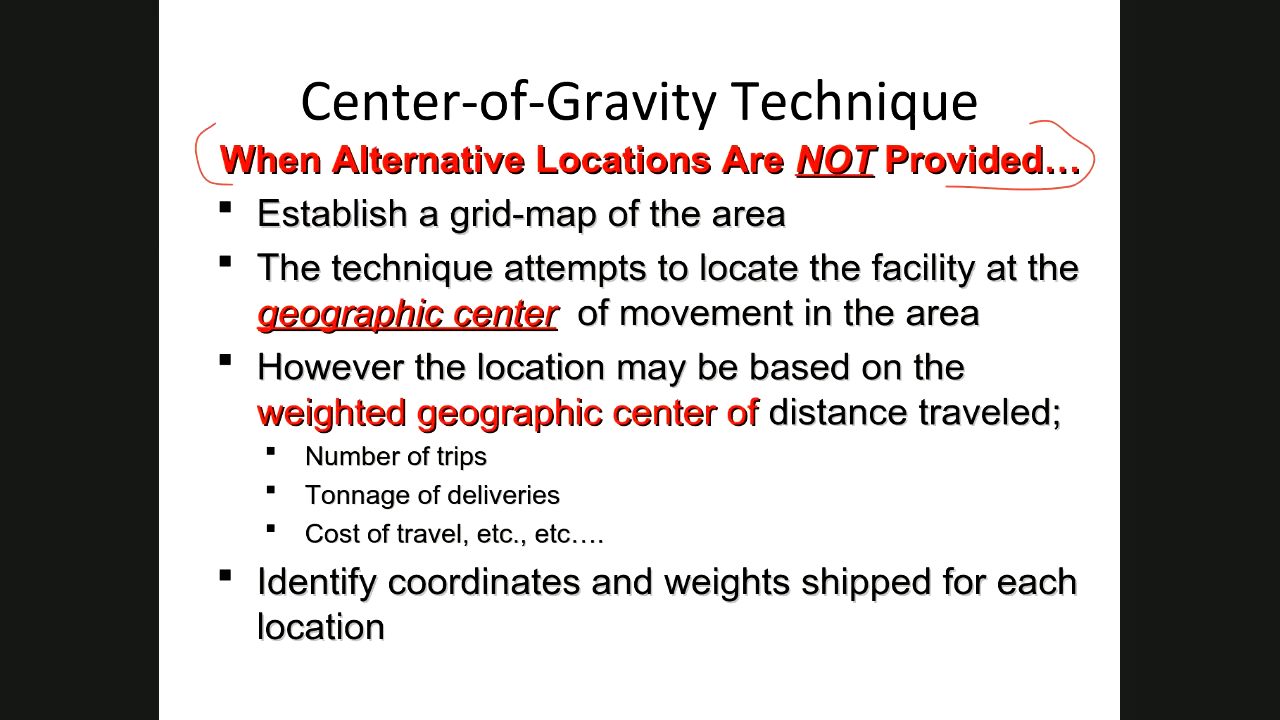 Center-of-Gravity Technique
When Alternative Locations Are NOT Provided...
▪ Establish a grid-map of the area
▪ The technique attempts to locate the facility at the
geographic center of movement in the area
▪ However the location may be based on the
weighted geographic center of distance traveled;
▪ Number of trips
▪ Tonnage of deliveries
▪ Cost of travel, etc., etc....
▪ Identify coordinates and weights shipped for each
location